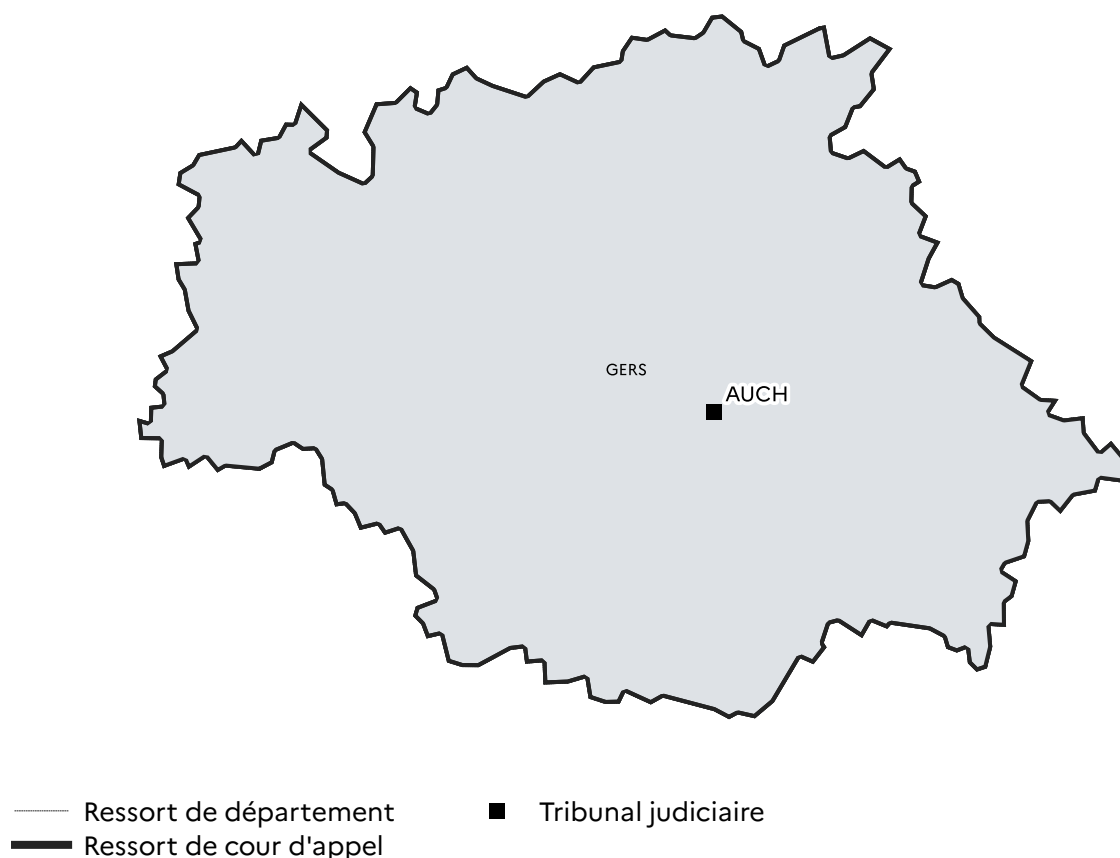 GERS
AUCH
Ressort de département
Tribunal judiciaire
Ressort de cour d'appel